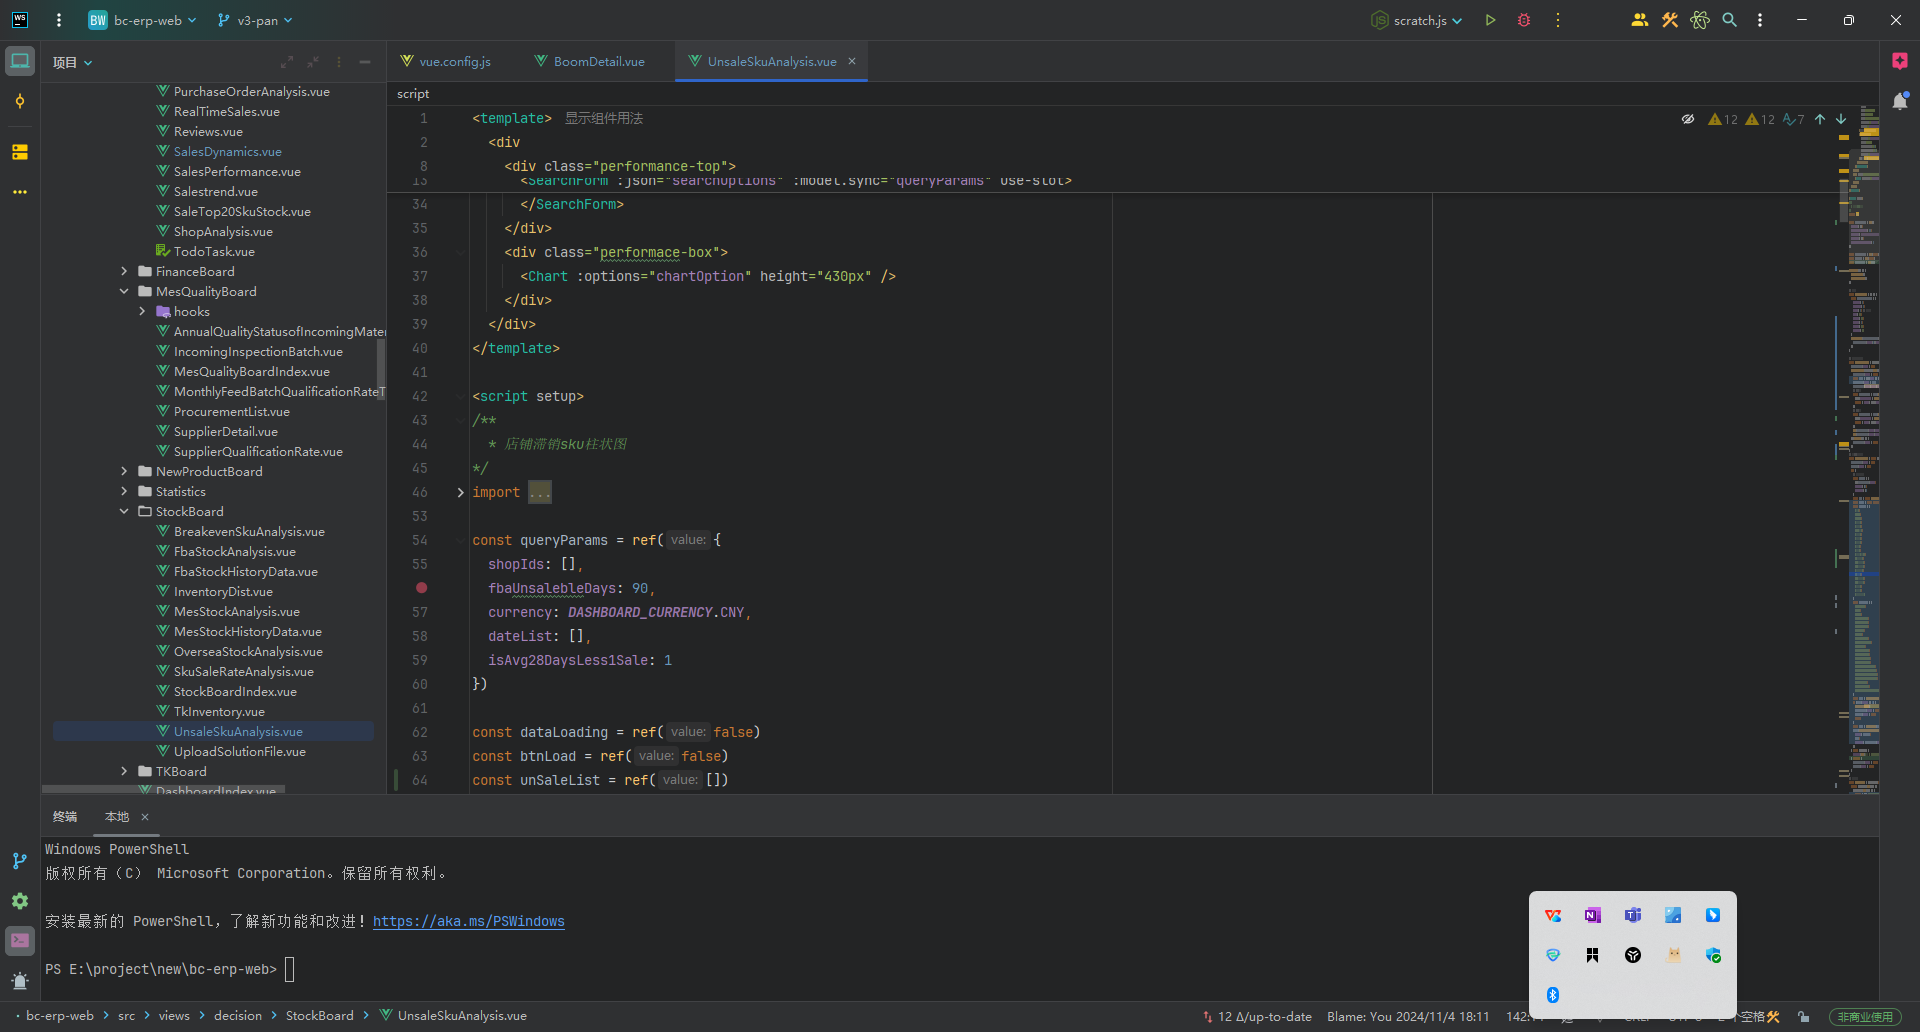 WS
BW bc-erp-web
v3-pan
scratch.js
项目
vue.config.js
BoomDetail.vue
UnsaleSkuAnalysis.vue
script
PurchaseOrderAnalysis.vue
RealTimeSales.vue
Reviews.vue
SalesDynamics.vue
SalesPerformance.vue
Salestrend.vue
SaleTop20SkuStock.vue
ShopAnalysis.vue
TodoTask.vue
FinanceBoard
MesQualityBoard
hooks
AnnualQualityStatusofIncomingMater
IncomingInspectionBatch.vue
MesQualityBoardIndex.vue
MonthlyFeedBatchQualificationRateT
ProcurementList.vue
SupplierDetail.vue
SupplierQualificationRate.vue
NewProductBoard
Statistics
StockBoard
BreakevenSkuAnalysis.vue
FbaStockAnalysis.vue
FbaStockHistoryData.vue
InventoryDist.vue
MesStockAnalysis.vue
MesStockHistoryData.vue
OverseaStockAnalysis.vue
SkuSaleRateAnalysis.vue
StockBoardIndex.vue
TkInventory.vue
UnsaleSkuAnalysis.vue
UploadSolutionFile.vue
TKBoard
DashboardIndex.vue
12 12 7
1 <template> 显示组件用法
2 <div
8 <div class="performance-top">
13 <SearchForm :json="searchOptions" :model.sync="queryParams" use-slot>
34 </SearchForm>
35 </div>
36 <div class="performace-box">
37 <Chart :options="chartOption" height="430px" />
38 </div>
39 </div>
40 </template>
41
42 <script setup>
43 /**
44 * 店铺滞销sku柱状图
45 */
46 import ...
53
54 const queryParams = ref( value: {
55 shopIds: [],
fbaUnsalebleDays: 90,
57 currency: DASHBOARD_CURRENCY.CNY,
58 dateList: [],
59 isAvg28DaysLess1Sale: 1
60 })
61
62 const dataLoading = ref( value: false)
63 const btnLoad = ref( value: false)
64 const unSaleList = ref( value: [])
终端 本地
Windows PowerShell
版权所有（C） Microsoft Corporation。保留所有权利。
安装最新的 PowerShell，了解新功能和改进！https://aka.ms/PSWindows
PS E:\project\new\bc-erp-web>
bc-erp-web > src > views > decision > StockBoard > UnsaleSkuAnalysis.vue
12 Δ/up-to-date
Blame: You 2024/11/4 18:11
空格
非商业使用